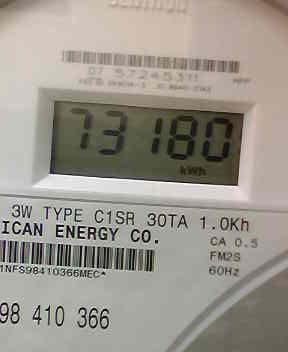 CENTRON
07 57245311
73180
kWh
3W TYPE C1SR 30TA 1.0Kh
ICAN ENERGY CO.
CA 0.5
FM2S
60Hz
1NFS98410366MEC*
98 410 366